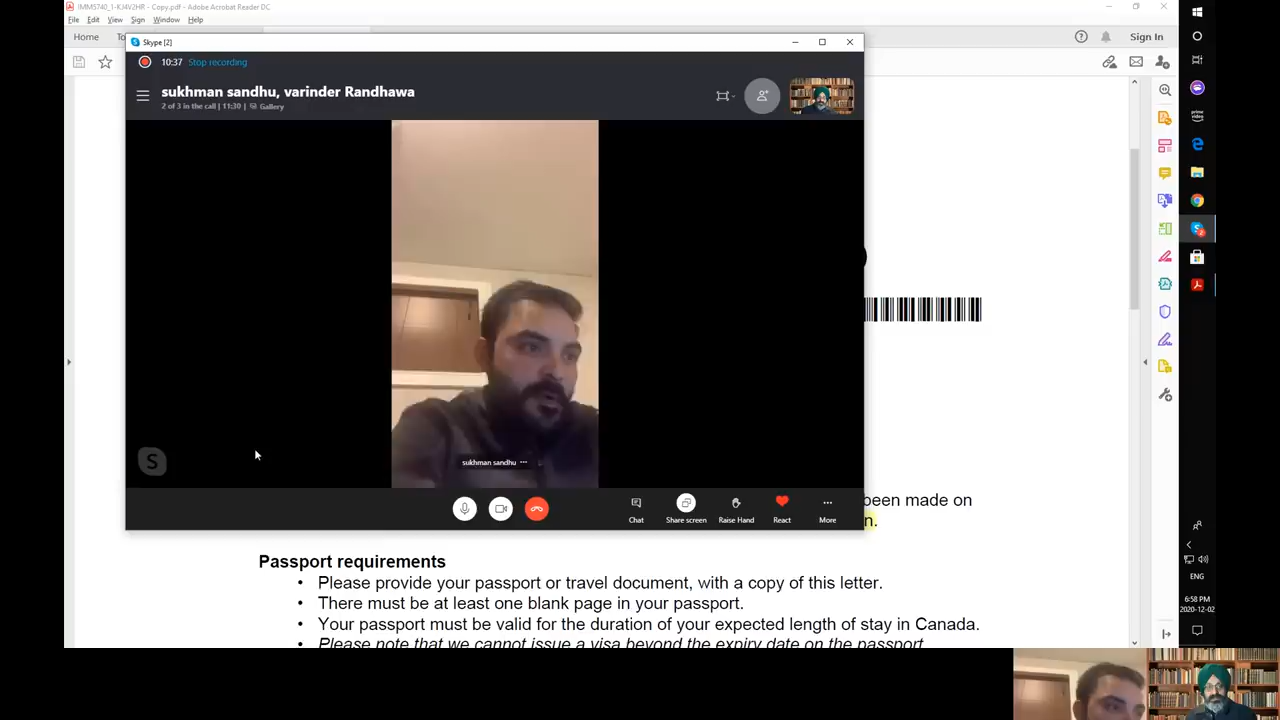 IMM5740_1-KJ4V2HR - Copy.pdf - Adobe Acrobat Reader DC
File Edit View Sign Window Help
Home To
Sign In
Skype [2]
10:37 Stop recording
sukhman sandhu, varinder Randhawa
2 of 3 in the call | 11:30 | Gallery
sukhman sandhu ...
Chat Share screen Raise Hand React More
been made on
n.
Passport requirements
• Please provide your passport or travel document, with a copy of this letter.
• There must be at least one blank page in your passport.
• Your passport must be valid for the duration of your expected length of stay in Canada.
• Please note that we cannot issue a visa beyond the expiry date on the passport
prime video
ENG
6:58 PM
2020-12-02